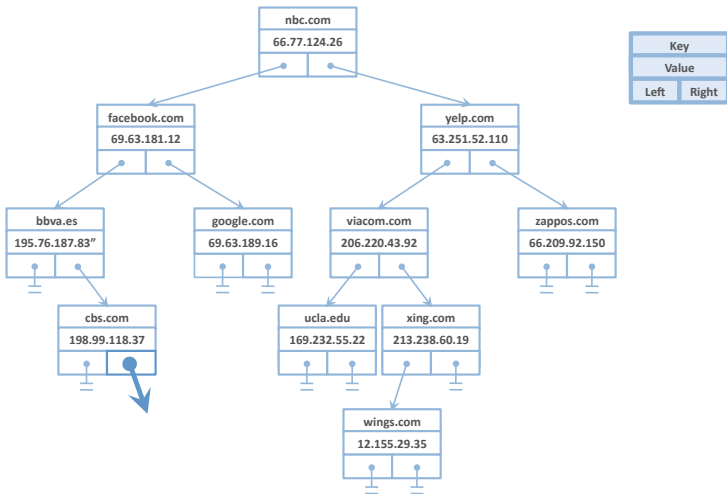 nbc.com
66.77.124.26
Key
Value
Left Right
facebook.com
69.63.181.12
yelp.com
63.251.52.110
bbva.es
195.76.187.83”
google.com
69.63.189.16
viacom.com
206.220.43.92
zappos.com
66.209.92.150
cbs.com
198.99.118.37
ucla.edu
169.232.55.22
xing.com
213.238.60.19
wings.com
12.155.29.35